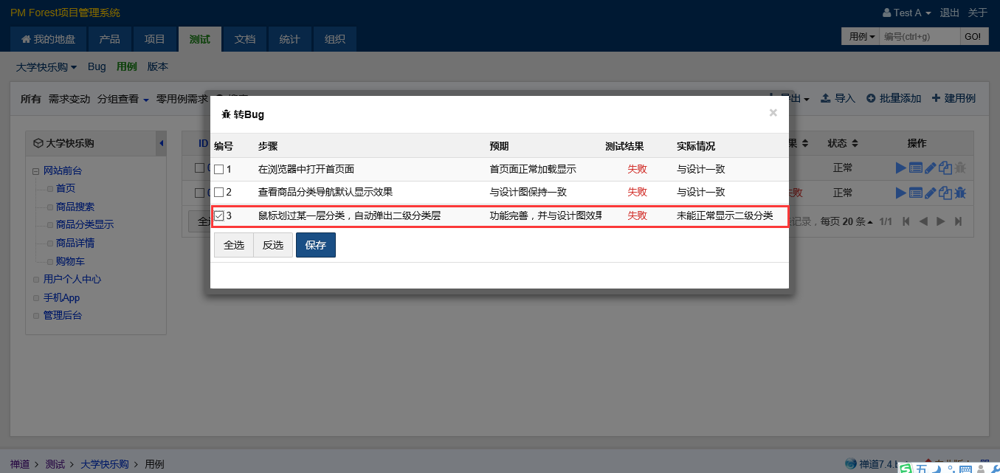 PM Forest项目管理系统
Test A 退出 关于
我的地盘 产品 项目 测试 文档 统计 组织
用例 编号(ctrl+g) GO!
大学快乐购 Bug 用例 版本
所有 需求变动 分组查看 零用例需求
导入 批量添加 建用例
转Bug ×
大学快乐购
ID
状态 操作
编号 步骤 预期 测试结果 实际情况
1 在浏览器中打开首页面 首页面正常加载显示 失败 与设计一致
2 查看商品分类导航默认显示效果 与设计图保持一致 失败 与设计一致
3 鼠标划过某一层分类，自动弹出二级分类层 功能完善，并与设计图效果 失败 未能正常显示二级分类
全选 反选 保存
正常
正常
记录，每页 20 条 1/1
网站前台
首页
商品搜索
商品分类显示
商品详情
购物车
用户个人中心
手机App
管理后台
禅道 > 测试 > 大学快乐购 > 用例
禅道7.4
五